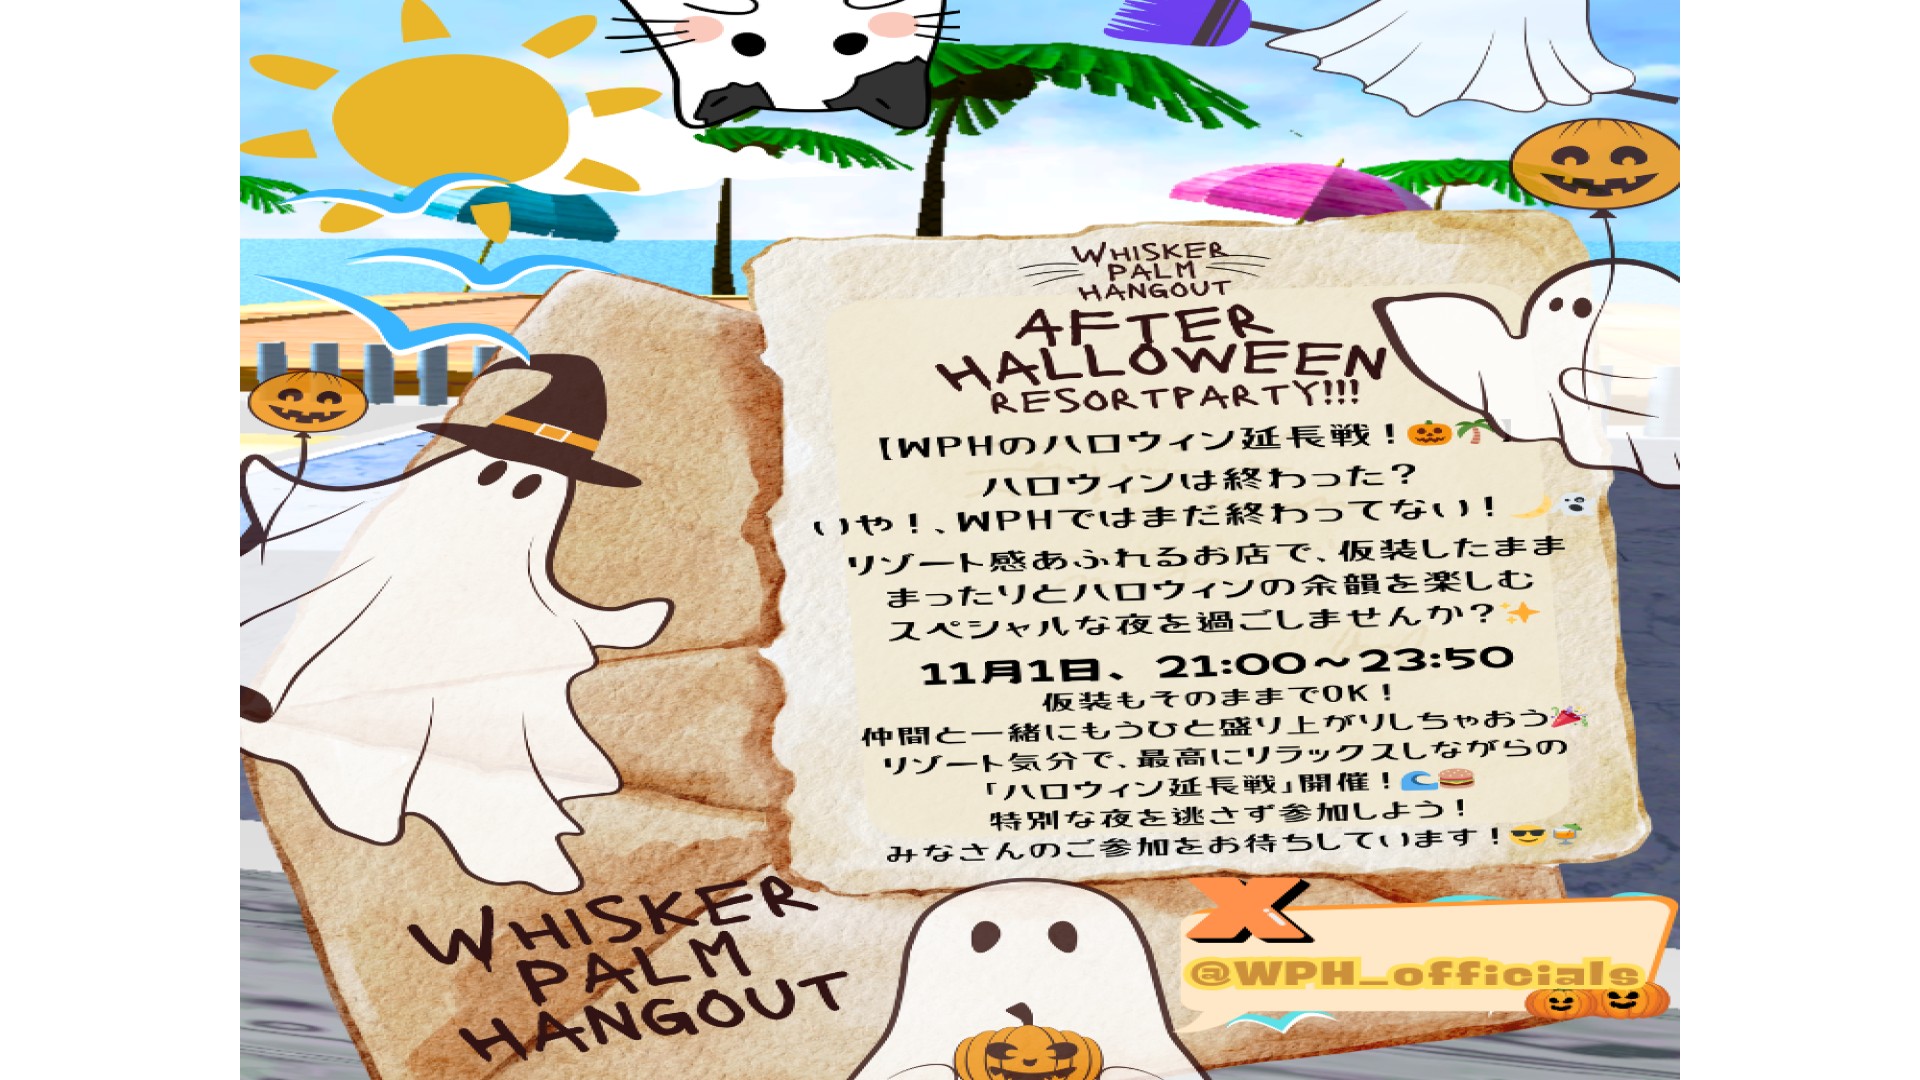 WHISKER
PALM
HANGOUT
AFTER
HALLOWEEN
RESORTPARTY!!!
【WPHのハロウィン延長戦！🎃🌴
ハロウィンは終わった？
いや！、WPHではまだ終わってない！🌙👻
リゾート感あふれるお店で、仮装したまま
まったりとハロウィンの余韻を楽しむ
スペシャルな夜を過ごしませんか？✨
11月1日、21:00～23:50
仮装もそのままでOK！
仲間と一緒にもうひと盛り上がりしちゃおう🎉
リゾート気分で、最高にリラックスしながらの
「ハロウィン延長戦」開催！🌊🍔
特別な夜を逃さず参加しよう！
みなさんのご参加をお待ちしています！😎🍹
WHISKER
PALM
HANGOUT
X
@WPH_officials